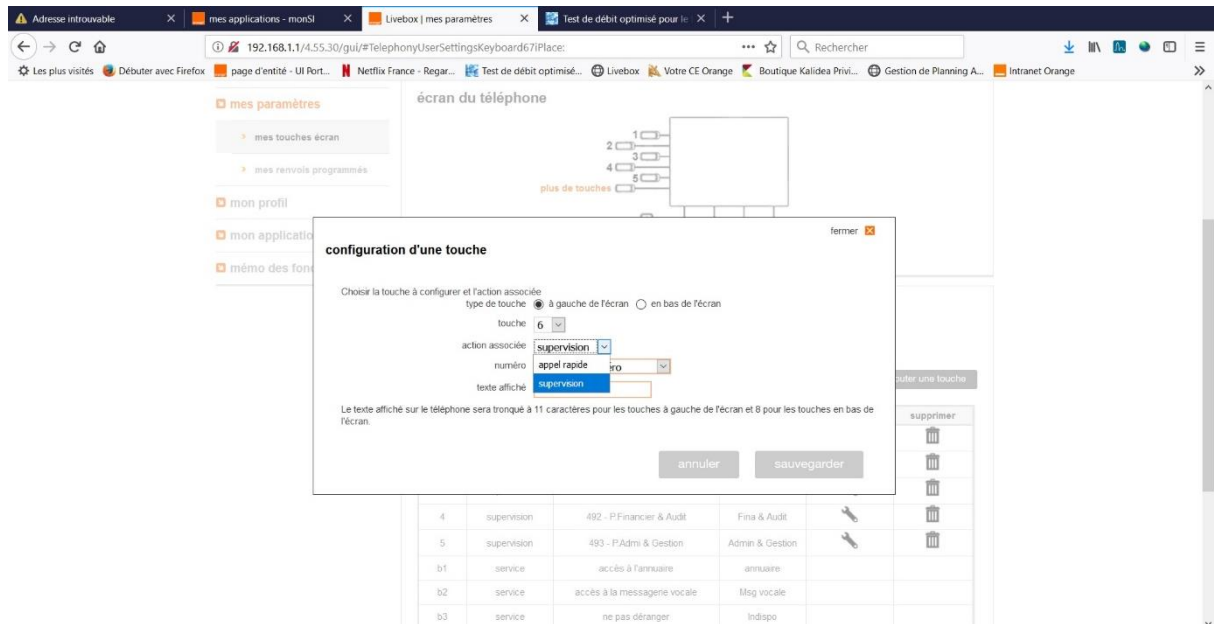 Adresse introuvable
mes applications - monSI
Livebox | mes paramètres
Test de débit optimisé pour le
192.168.1.1/4.55.30/gui/#TelephonyUserSettingsKeyboard67iPlace:
Rechercher
Les plus visités
Débuter avec Firefox
page d'entité - UI Port...
Netflix France - Regar...
Test de débit optimisé...
Livebox
Votre CE Orange
Boutique Kalidea Privi...
Gestion de Planning A...
Intranet Orange
mes paramètres
mes touches écran
mes renvois programmés
mon profil
mon applicatio
mémo des fon
écran du téléphone
1
2
3
4
5
plus de touches
fermer
configuration d'une touche
Choisir la touche à configurer et l'action associée
type de touche à gauche de l'écran en bas de l'écran
touche 6
action associée supervision
appel rapide
supervision
numéro
texte affiché
Le texte affiché sur le téléphone sera tronqué à 11 caractères pour les touches à gauche de l'écran et 8 pour les touches en bas de
l'écran.
annuler sauvegarder
outer une touche
supprimer
4 supervision 492 - P.Financier & Audit Fina & Audit
5 supervision 493 - P.Admi & Gestion Admin & Gestion
b1 service accès à l'annuaire annuaire
b2 service accès à la messagerie vocale Msg vocale
b3 service ne pas déranger Indispo